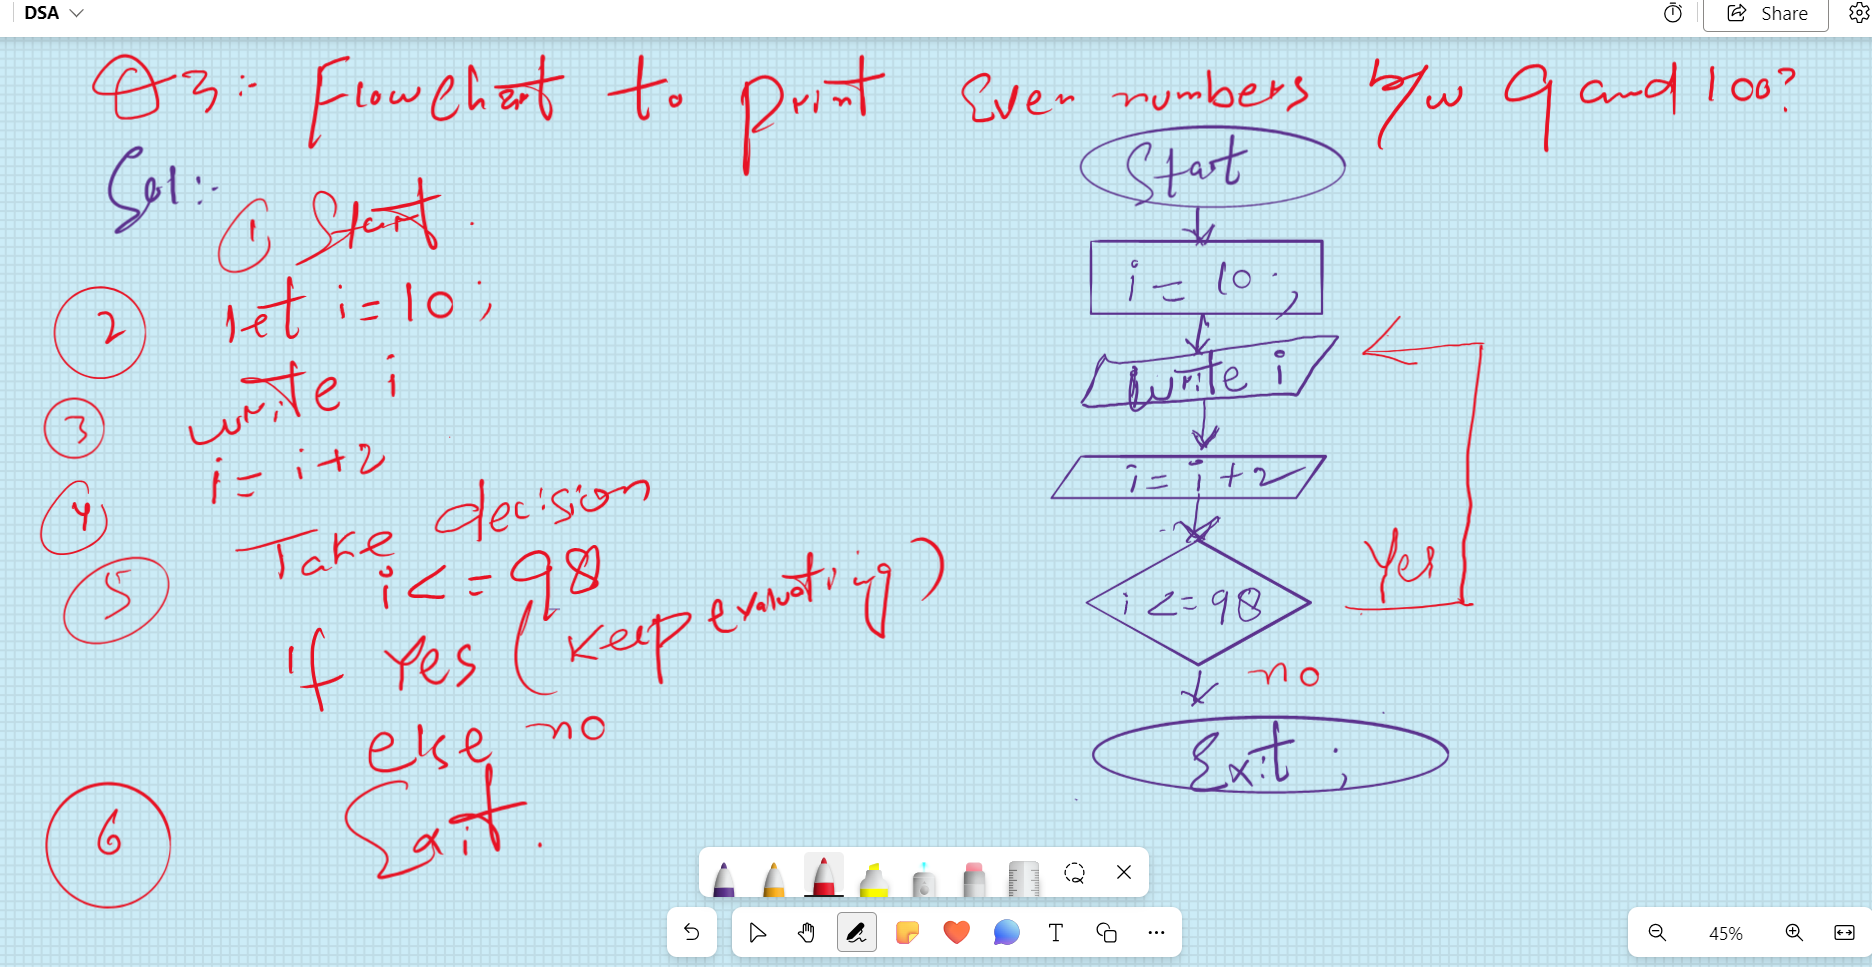 DSA
Share
Q3:- Flowchart to print Even numbers b/w 9 and 100?
Sol:-
1 Start.
2 let i=10;
3 write i
4 i= i+2
5 Take decision
i<=98
If Yes (keep evaluating)
else no
6 Exit.
Start
i= 10;
Write i
i= i+2
i<=98
Yes
no
Exit;
T
45%